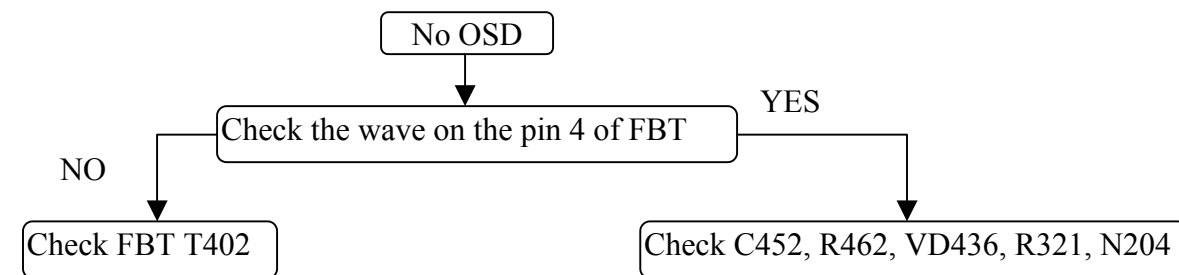 No OSD
YES
Check the wave on the pin 4 of FBT
NO
Check FBT T402
Check C452, R462, VD436, R321, N204